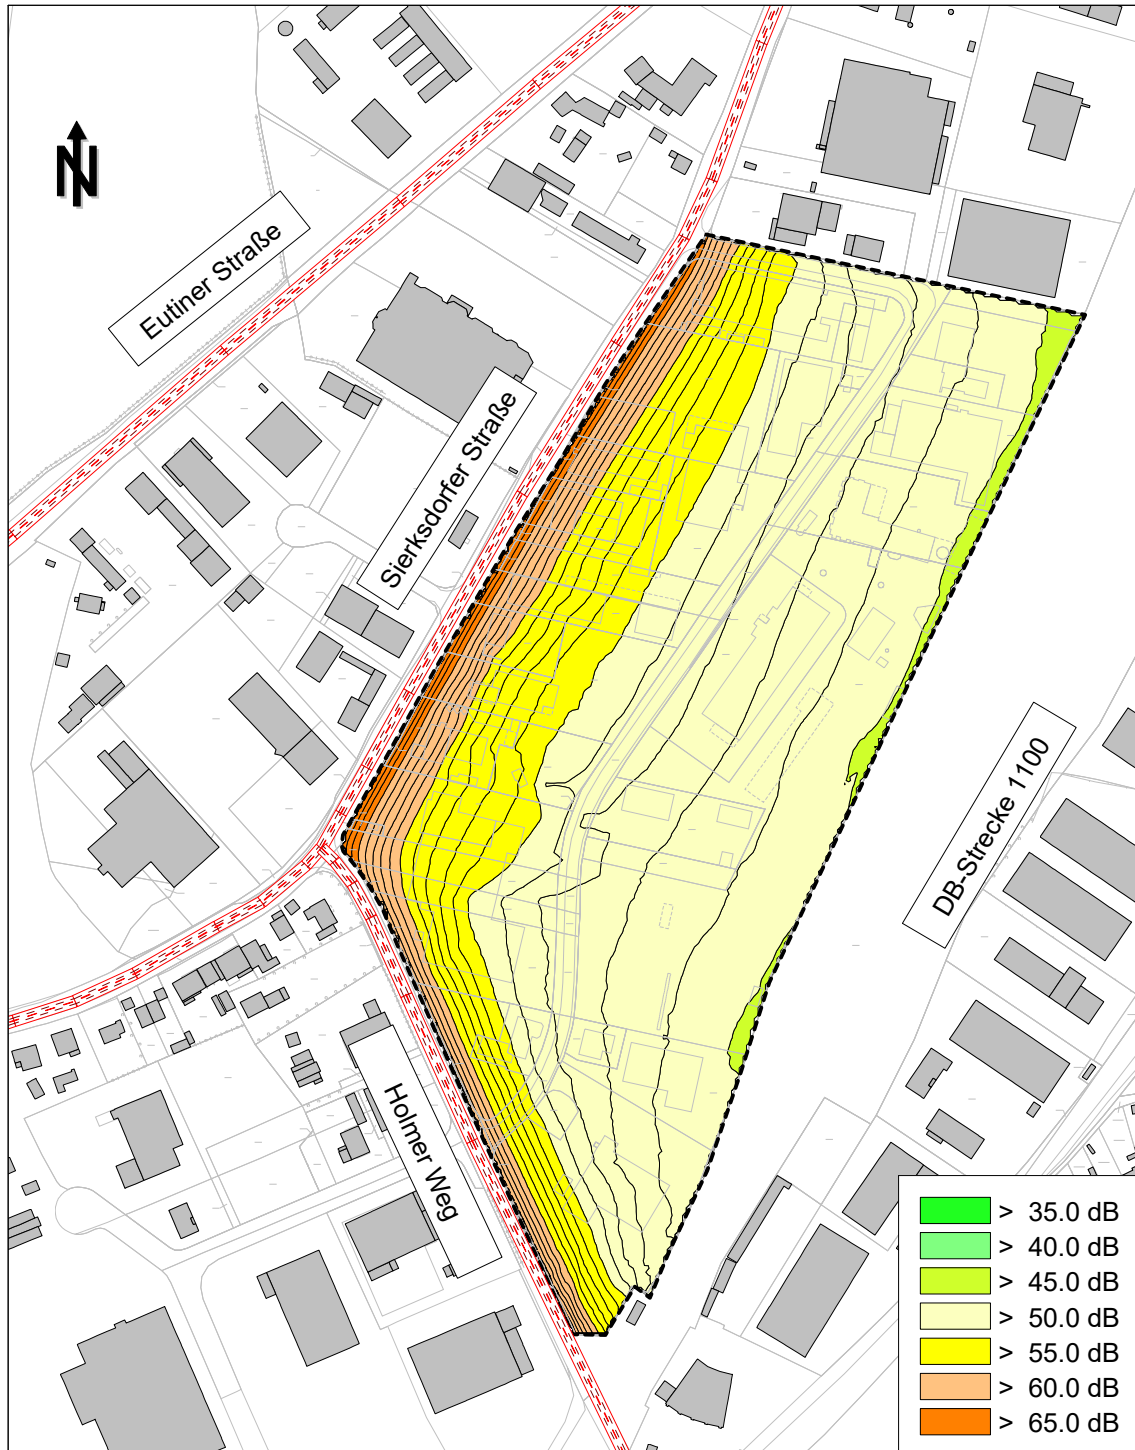 N
Eutiner Straße
Sierksdorfer Straße
DB-Strecke 1100
Holmer Weg
> 35.0 dB
> 40.0 dB
> 45.0 dB
> 50.0 dB
> 55.0 dB
> 60.0 dB
> 65.0 dB